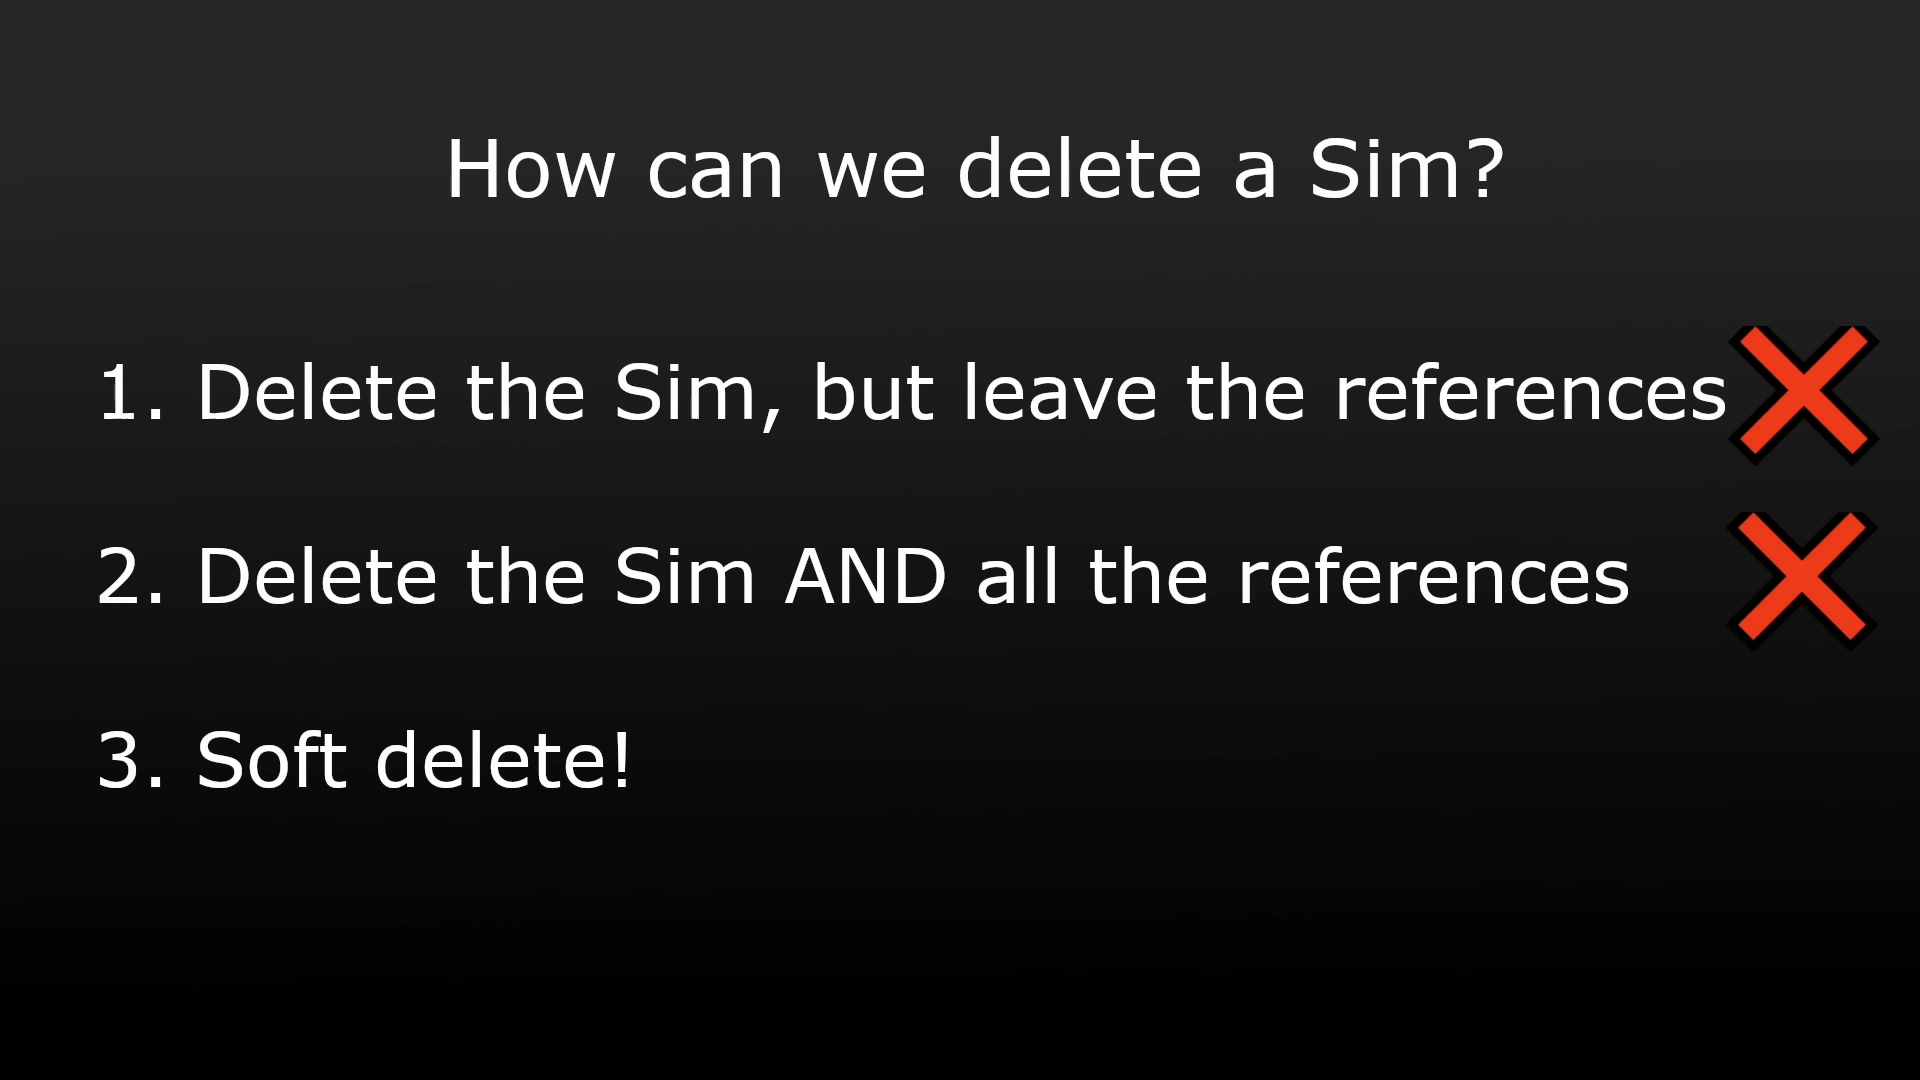 How can we delete a Sim?
1. Delete the Sim, but leave the references
2. Delete the Sim AND all the references
3. Soft delete!